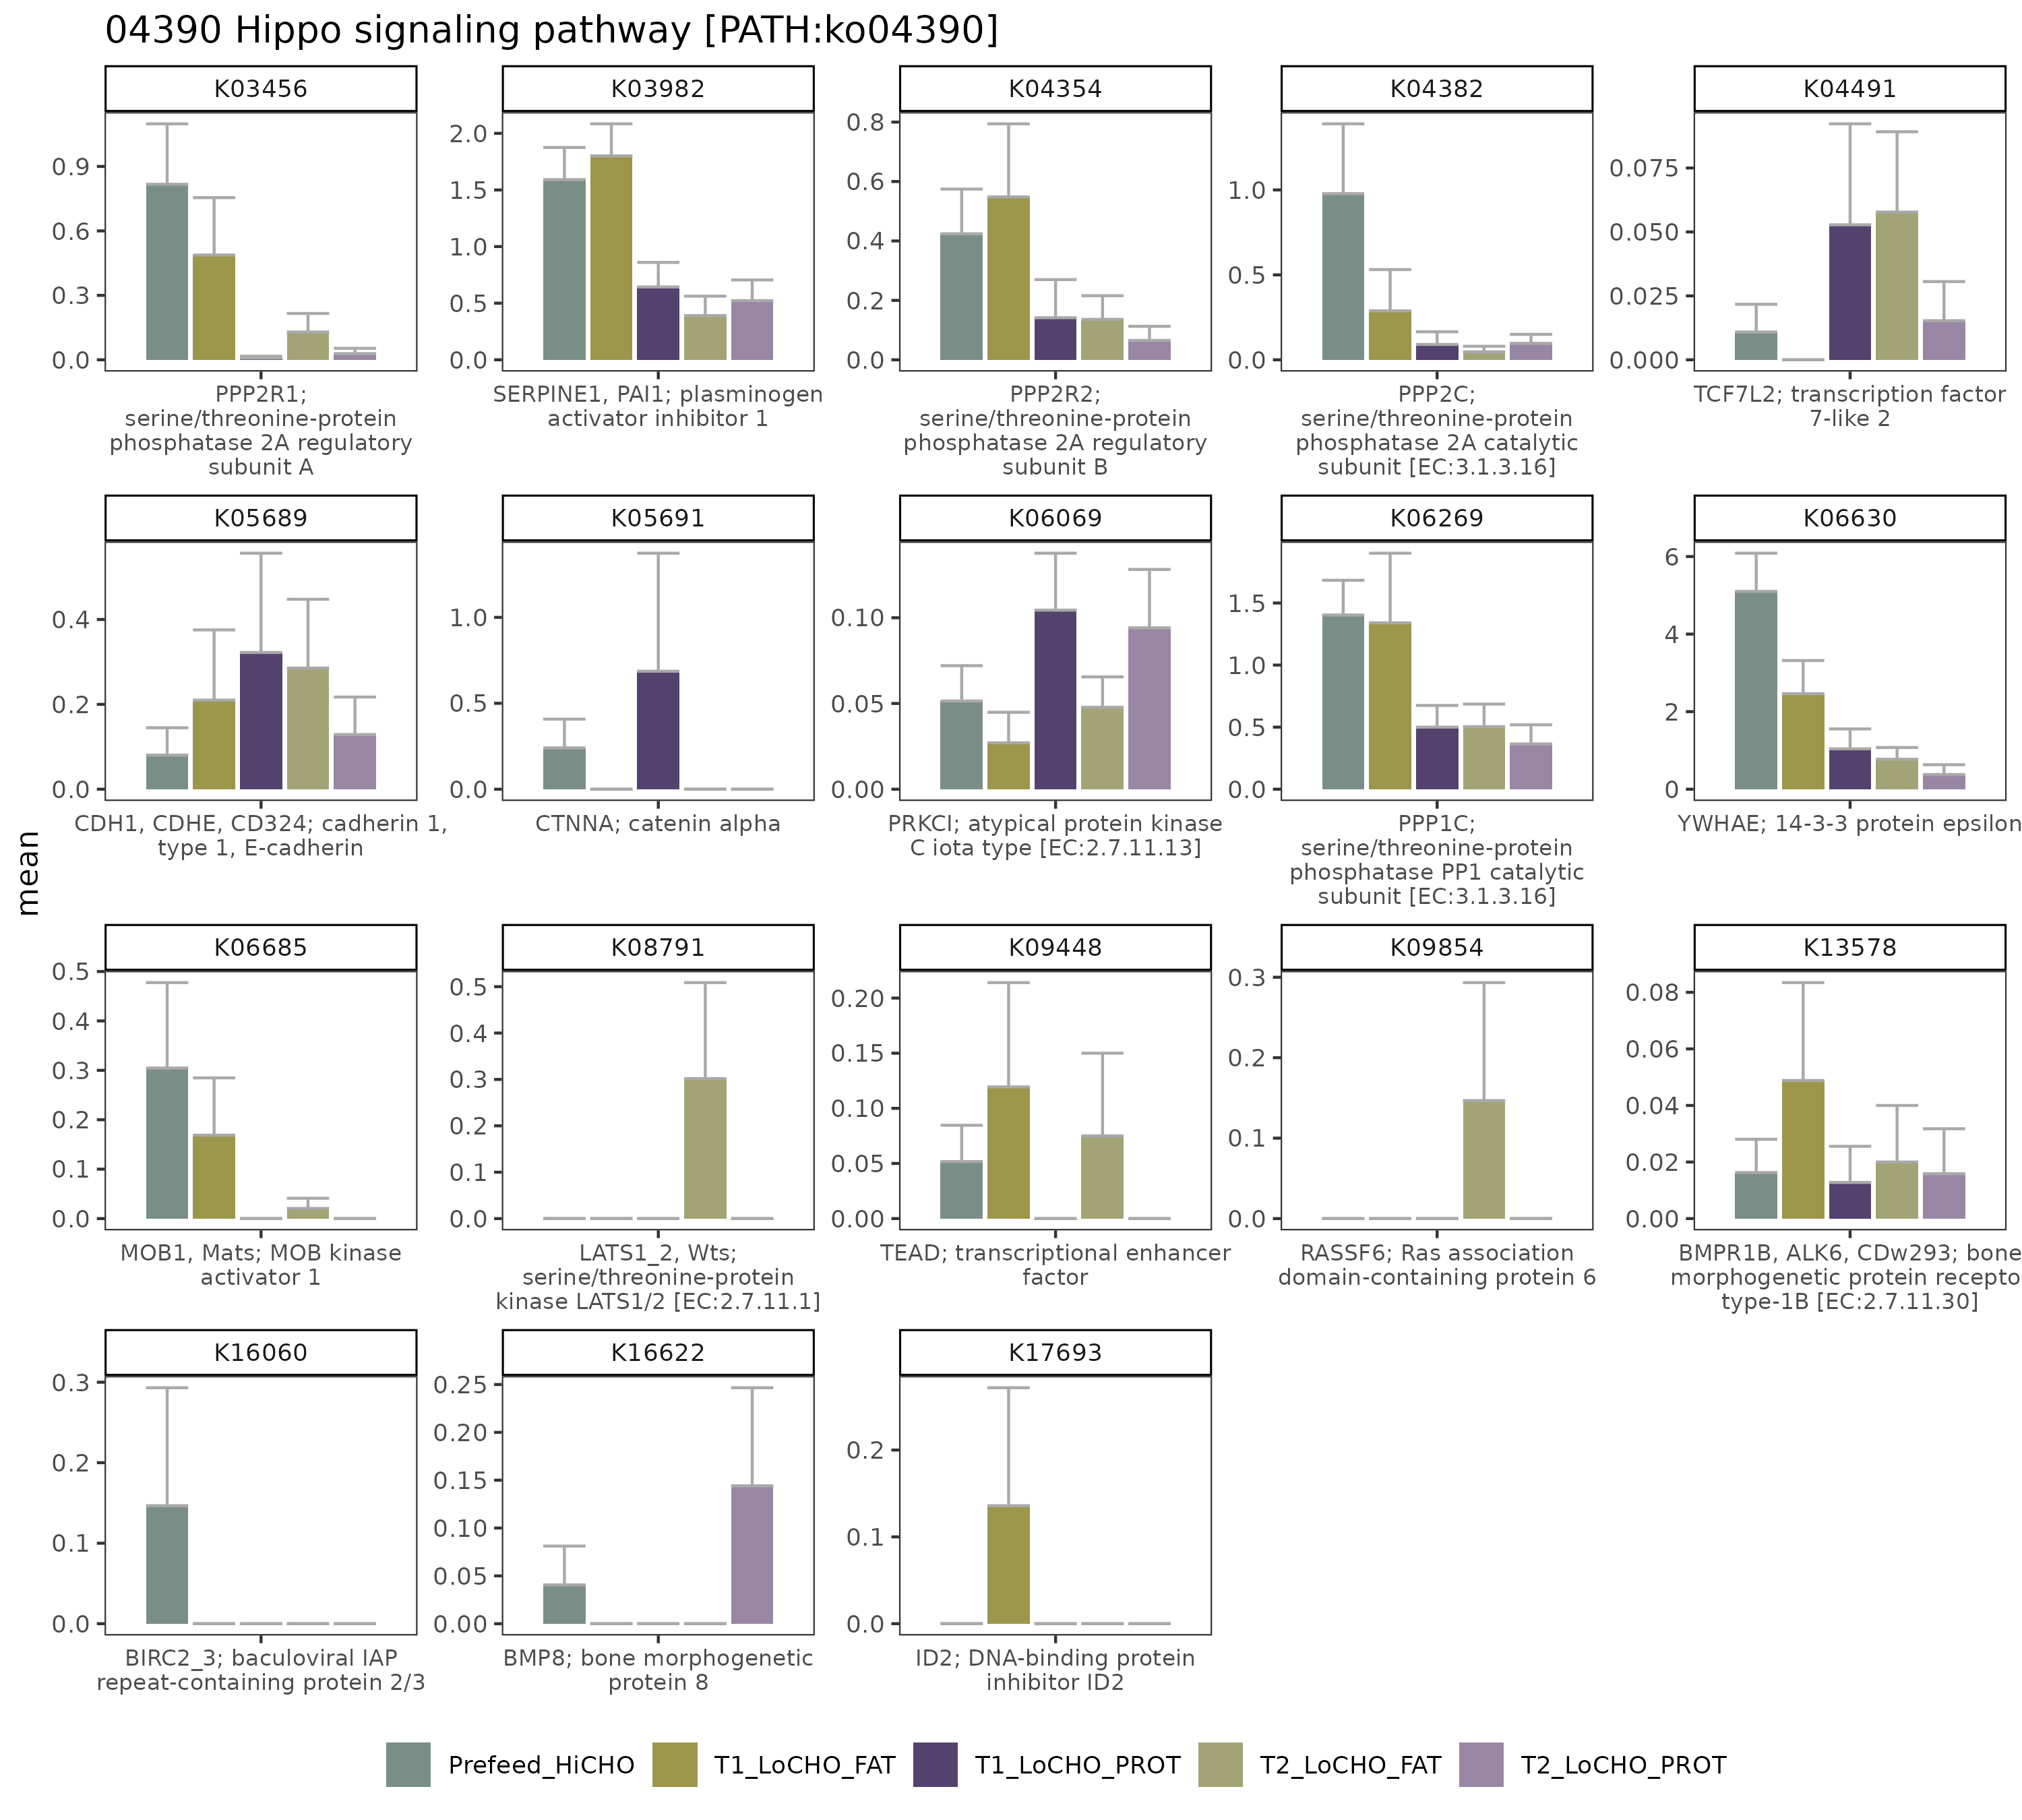 04390 Hippo signaling pathway [PATH:ko04390]
K03456
K03982
K04354
K04382
K04491
0.9
0.6
0.3
0.0
2.0
1.5
1.0
0.5
0.0
0.8
0.6
0.4
0.2
0.0
1.0
0.5
0.0
0.075
0.050
0.025
0.000
PPP2R1;
serine/threonine-protein
phosphatase 2A regulatory
subunit A
SERPINE1, PAI1; plasminogen
activator inhibitor 1
PPP2R2;
serine/threonine-protein
phosphatase 2A regulatory
subunit B
PPP2C;
serine/threonine-protein
phosphatase 2A catalytic
subunit [EC:3.1.3.16]
TCF7L2; transcription factor
7-like 2
K05689
K05691
K06069
K06269
K06630
0.4
0.2
0.0
1.0
0.5
0.0
0.10
0.05
0.00
1.5
1.0
0.5
0.0
6
4
2
0
CDH1, CDHE, CD324; cadherin 1,
type 1, E-cadherin
CTNNA; catenin alpha
PRKCI; atypical protein kinase
C iota type [EC:2.7.11.13]
PPP1C;
serine/threonine-protein
phosphatase PP1 catalytic
subunit [EC:3.1.3.16]
YWHAE; 14-3-3 protein epsilon
mean
K06685
K08791
K09448
K09854
K13578
0.5
0.4
0.3
0.2
0.1
0.0
0.5
0.4
0.3
0.2
0.1
0.0
0.20
0.15
0.10
0.05
0.00
0.3
0.2
0.1
0.0
0.08
0.06
0.04
0.02
0.00
MOB1, Mats; MOB kinase
activator 1
LATS1_2, Wts;
serine/threonine-protein
kinase LATS1/2 [EC:2.7.11.1]
TEAD; transcriptional enhancer
factor
RASSF6; Ras association
domain-containing protein 6
BMPR1B, ALK6, CDw293; bone
morphogenetic protein recepto
type-1B [EC:2.7.11.30]
K16060
K16622
K17693
0.3
0.2
0.1
0.0
0.25
0.20
0.15
0.10
0.05
0.00
0.2
0.1
0.0
BIRC2_3; baculoviral IAP
repeat-containing protein 2/3
BMP8; bone morphogenetic
protein 8
ID2; DNA-binding protein
inhibitor ID2
Prefeed_HiCHO
T1_LoCHO_FAT
T1_LoCHO_PROT
T2_LoCHO_FAT
T2_LoCHO_PROT